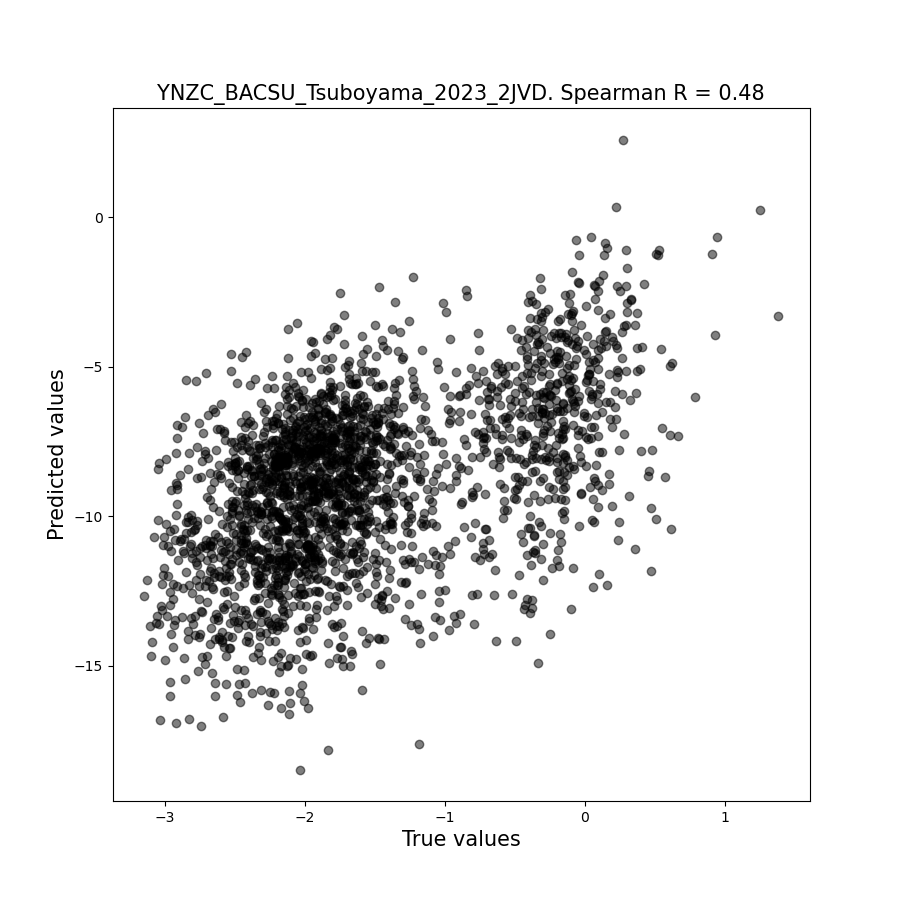 YNZC_BACSU_Tsuboyama_2023_2JVD. Spearman R = 0.48
Predicted values
0
−5
−10
−15
−3 −2 −1 0 1
True values